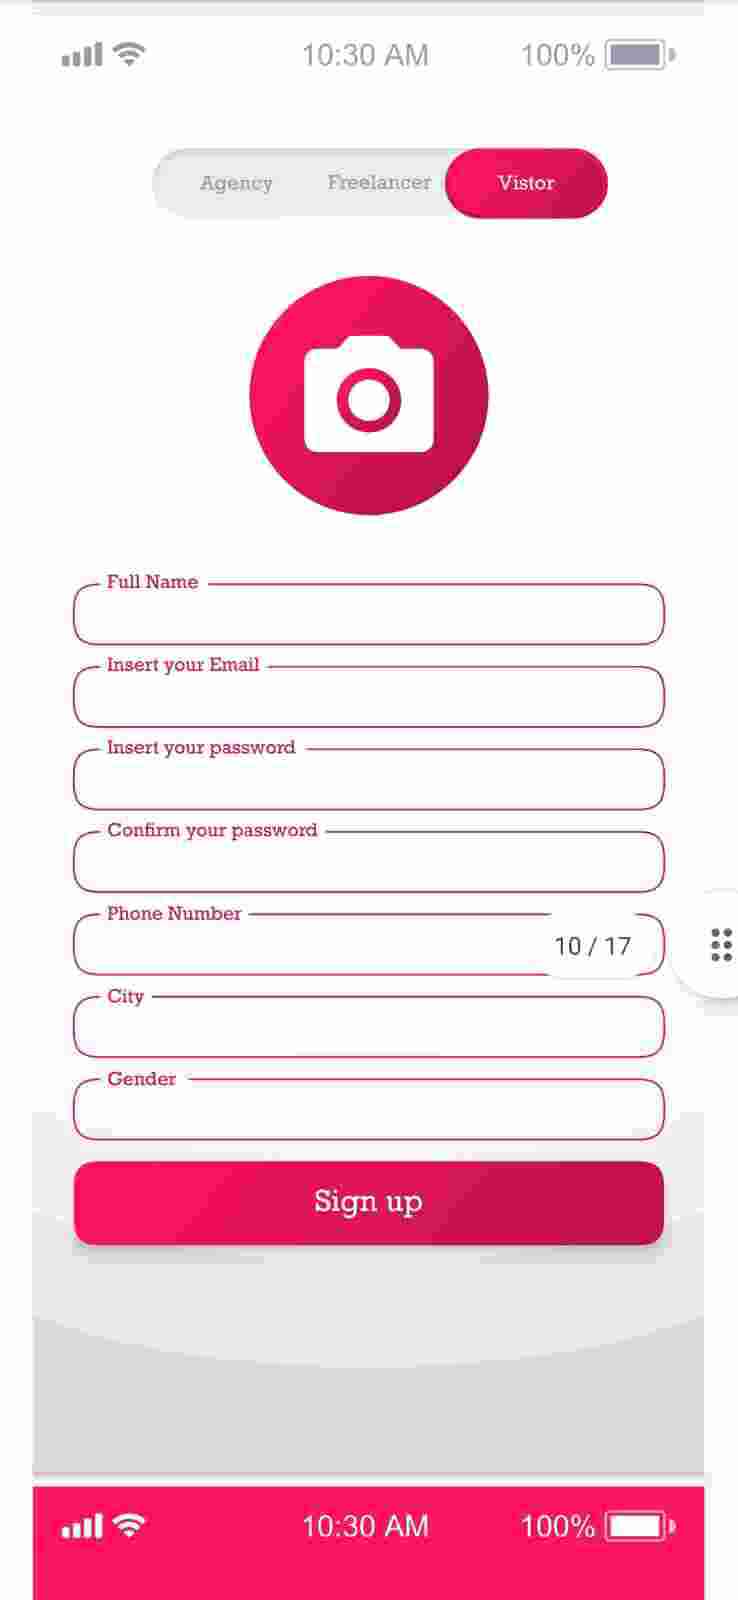 10:30 AM 100%
Agency Freelancer Vistor
Full Name
Insert your Email
Insert your password
Confirm your password
Phone Number
10 / 17
City
Gender
Sign up
10:30 AM 100%